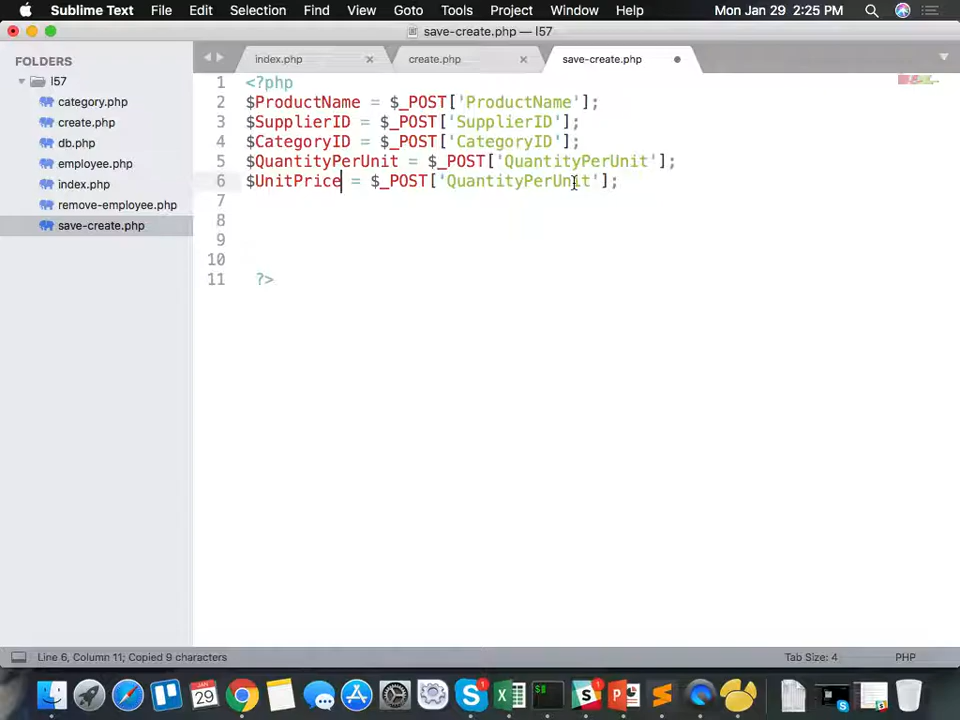 Sublime Text File Edit Selection Find View Goto Tools Project Window Help Mon Jan 29 2:25 PM
save-create.php — l57
FOLDERS
l57
category.php
create.php
db.php
employee.php
index.php
remove-employee.php
save-create.php
index.php × create.php × save-create.php
1 <?php
2 $ProductName = $_POST['ProductName'];
3 $SupplierID = $_POST['SupplierID'];
4 $CategoryID = $_POST['CategoryID'];
5 $QuantityPerUnit = $_POST['QuantityPerUnit'];
6 $UnitPrice = $_POST['QuantityPerUnit'];
7
8
9
10
11 ?>
Line 6, Column 11; Copied 9 characters Tab Size: 4 PHP
JAN
29
1
1